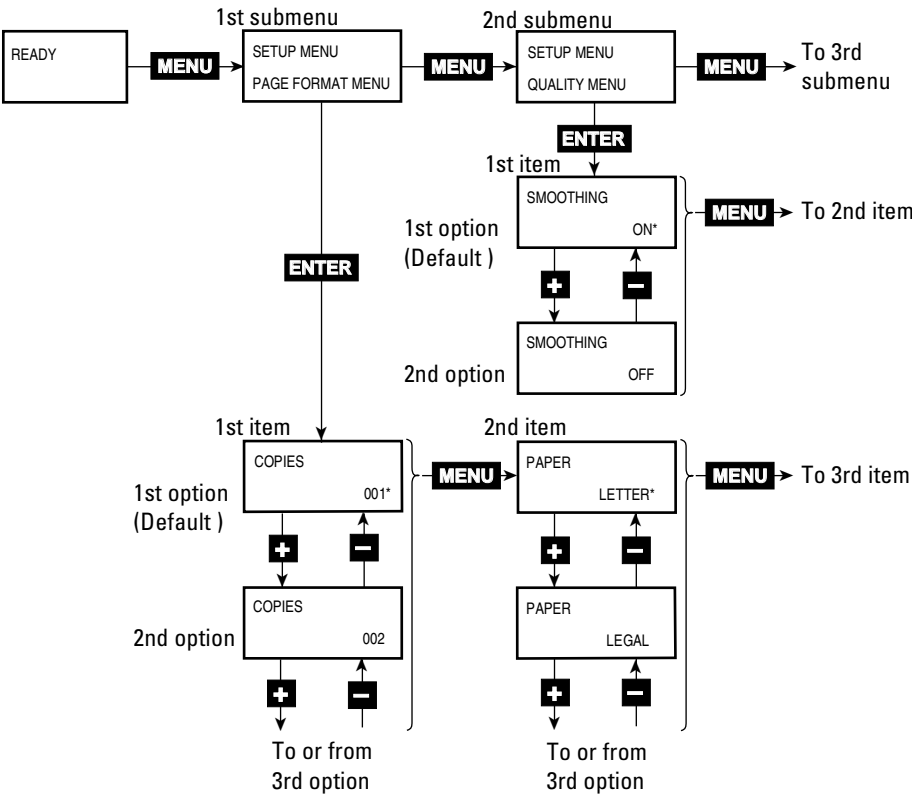 1st submenu
2nd submenu
READY
MENU
SETUP MENU
PAGE FORMAT MENU
MENU
SETUP MENU
QUALITY MENU
MENU
To 3rd
submenu
ENTER
1st item
SMOOTHING
ON*
1st option
(Default )
MENU
To 2nd item
+
−
SMOOTHING
OFF
2nd option
ENTER
1st item
COPIES
001*
1st option
(Default )
MENU
2nd item
PAPER
LETTER*
MENU
To 3rd item
+
−
+
−
COPIES
002
2nd option
PAPER
LEGAL
+
−
+
−
To or from
3rd option
To or from
3rd option